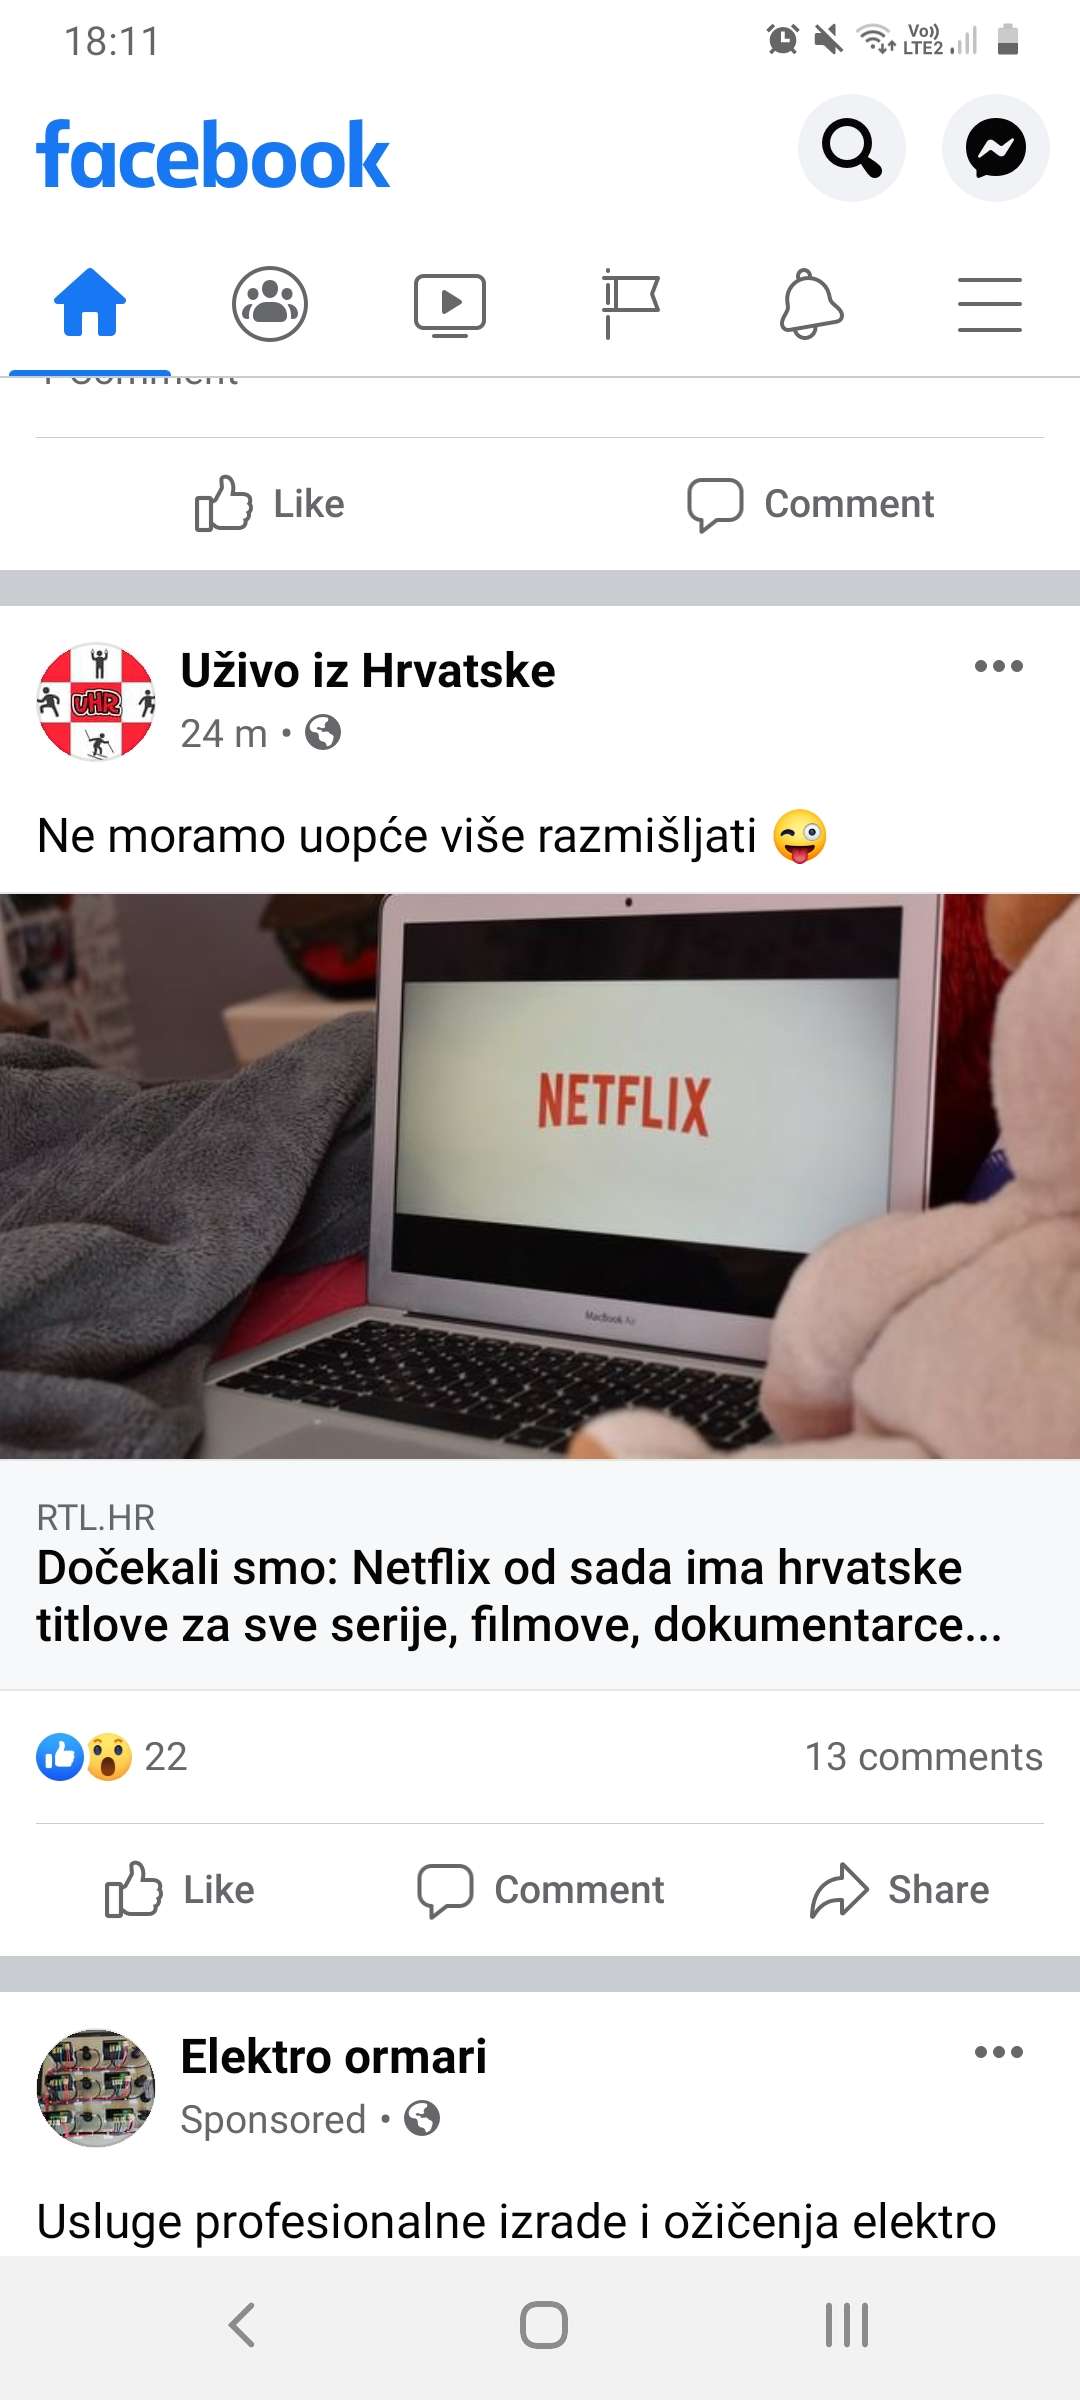 18:11
Vo))
LTE2
facebook
1 Comment
Like
Comment
UHR
Uživo iz Hrvatske
24 m
Ne moramo uopće više razmišljati 😜
NETFLIX
MacBook Air
RTL.HR
Dočekali smo: Netflix od sada ima hrvatske
titlove za sve serije, filmove, dokumentarce...
22
13 comments
Like
Comment
Share
Elektro ormari
Sponsored
Usluge profesionalne izrade i ožičenja elektro